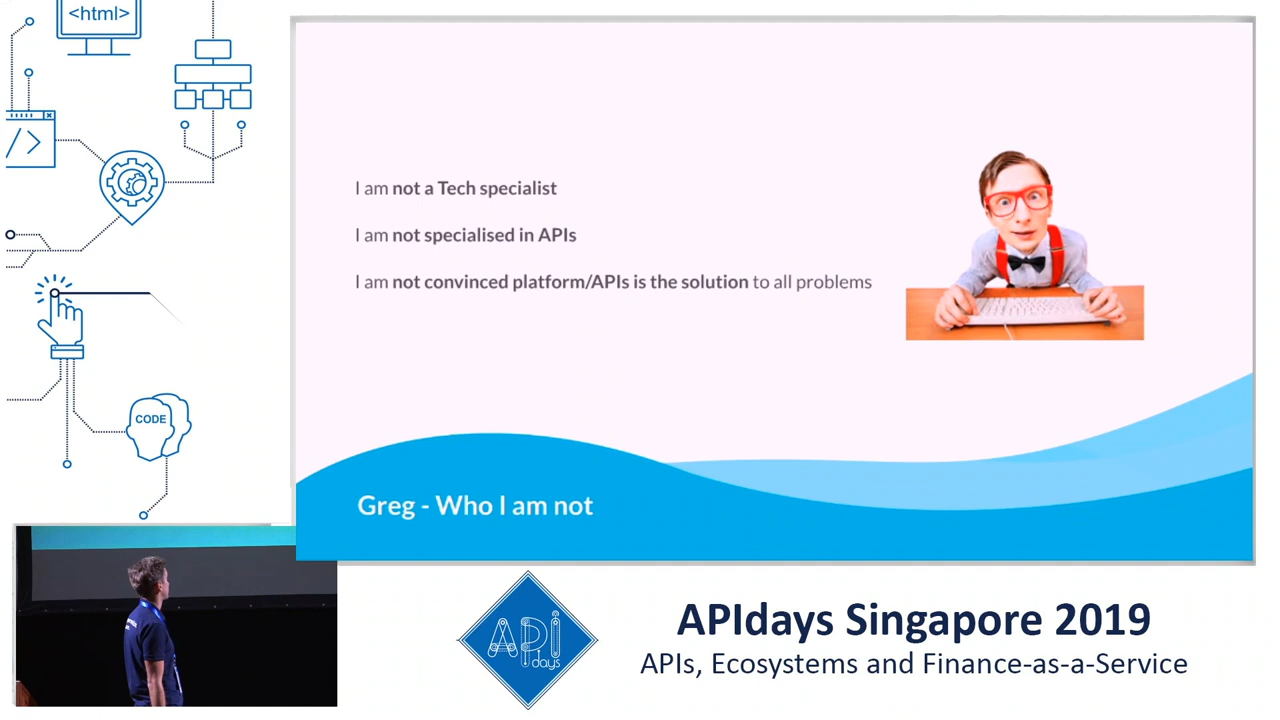 <html>
CODE
I am not a Tech specialist
I am not specialised in APIs
I am not convinced platform/APIs is the solution to all problems
Greg - Who I am not
API
days
APIdays Singapore 2019
APIs, Ecosystems and Finance-as-a-Service